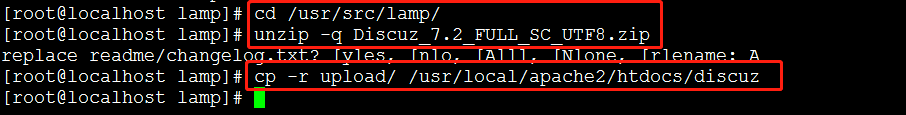 [root@localhost lamp]# cd /usr/src/lamp/
[root@localhost lamp]# unzip -q Discuz_7.2_FULL_SC_UTF8.zip
replace readme/changelog.txt? [y]es, [n]o, [A]ll, [N]one, [r]ename: A
[root@localhost lamp]# cp -r upload/ /usr/local/apache2/htdocs/discuz
[root@localhost lamp]#